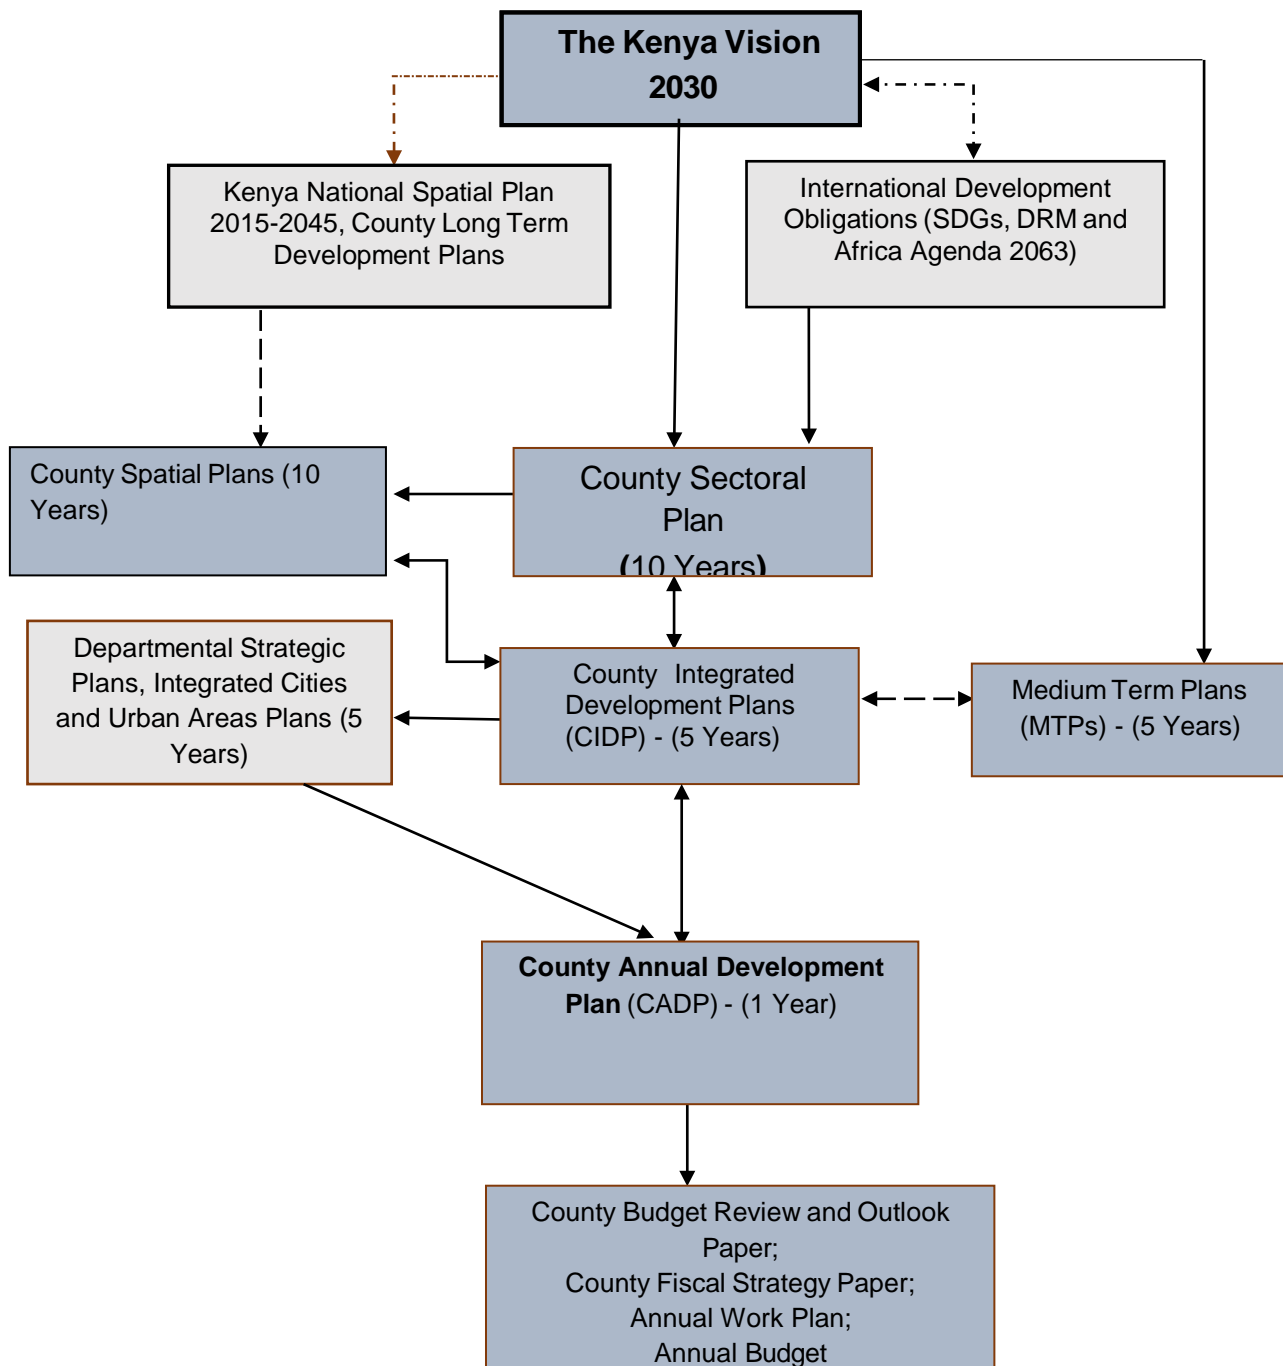 The Kenya Vision
2030
Kenya National Spatial Plan
2015-2045, County Long Term
Development Plans
International Development
Obligations (SDGs, DRM and
Africa Agenda 2063)
County Spatial Plans (10
Years)
County Sectoral
Plan
(10 Years)
Departmental Strategic
Plans, Integrated Cities
and Urban Areas Plans (5
Years)
County Integrated
Development Plans
(CIDP) - (5 Years)
Medium Term Plans
(MTPs) - (5 Years)
County Annual Development
Plan (CADP) - (1 Year)
County Budget Review and Outlook
Paper;
County Fiscal Strategy Paper;
Annual Work Plan;
Annual Budget